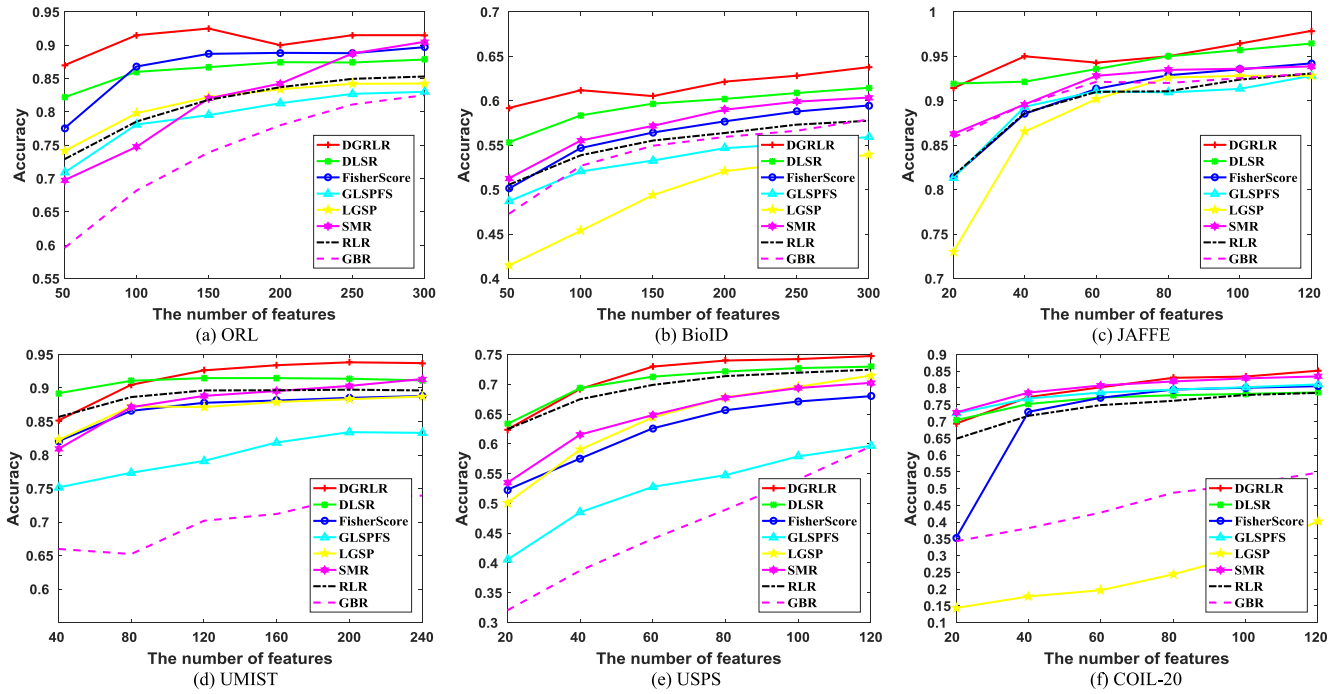 Accuracy
0.95
0.9
0.85
0.8
0.75
0.7
0.65
0.6
0.55
50 100 150 200 250 300
DGRLR
DLSR
FisherScore
GLSPFS
LGSP
SMR
RLR
GBR
The number of features
(a) ORL
Accuracy
0.7
0.6
0.55
0.5
0.45
0.4
50 100 150 200 250 300
DGRLR
DLSR
FisherScore
GLSPFS
LGSP
SMR
RLR
GBR
The number of features
(b) BioID
Accuracy
1
0.95
0.9
0.85
0.8
0.7
20 40 60 80 100 120
DGRLR
DLSR
FisherScore
GLSPFS
LGSP
SMR
RLR
GBR
The number of features
(c) JAFFE
Accuracy
0.95
0.9
0.85
0.8
0.75
0.7
0.65
0.6
40 80 120 160 200 240
DGRLR
DLSR
FisherScore
GLSPFS
LGSP
SMR
RLR
GBR
The number of features
(d) UMIST
Accuracy
0.75
0.7
0.65
0.6
0.55
0.5
0.45
0.4
0.3
20 40 60 80 100 120
DGRLR
DLSR
FisherScore
GLSPFS
LGSP
SMR
RLR
GBR
The number of features
(e) USPS
Accuracy
0.9
0.85
0.8
0.75
0.7
0.65
0.55
0.5
0.45
0.4
0.35
0.3
0.25
0.2
0.15
0.1
20 40 60 80 100 120
DGRLR
DLSR
FisherScore
GLSPFS
LGSP
SMR
RLR
GBR
The number of features
(f) COIL-20